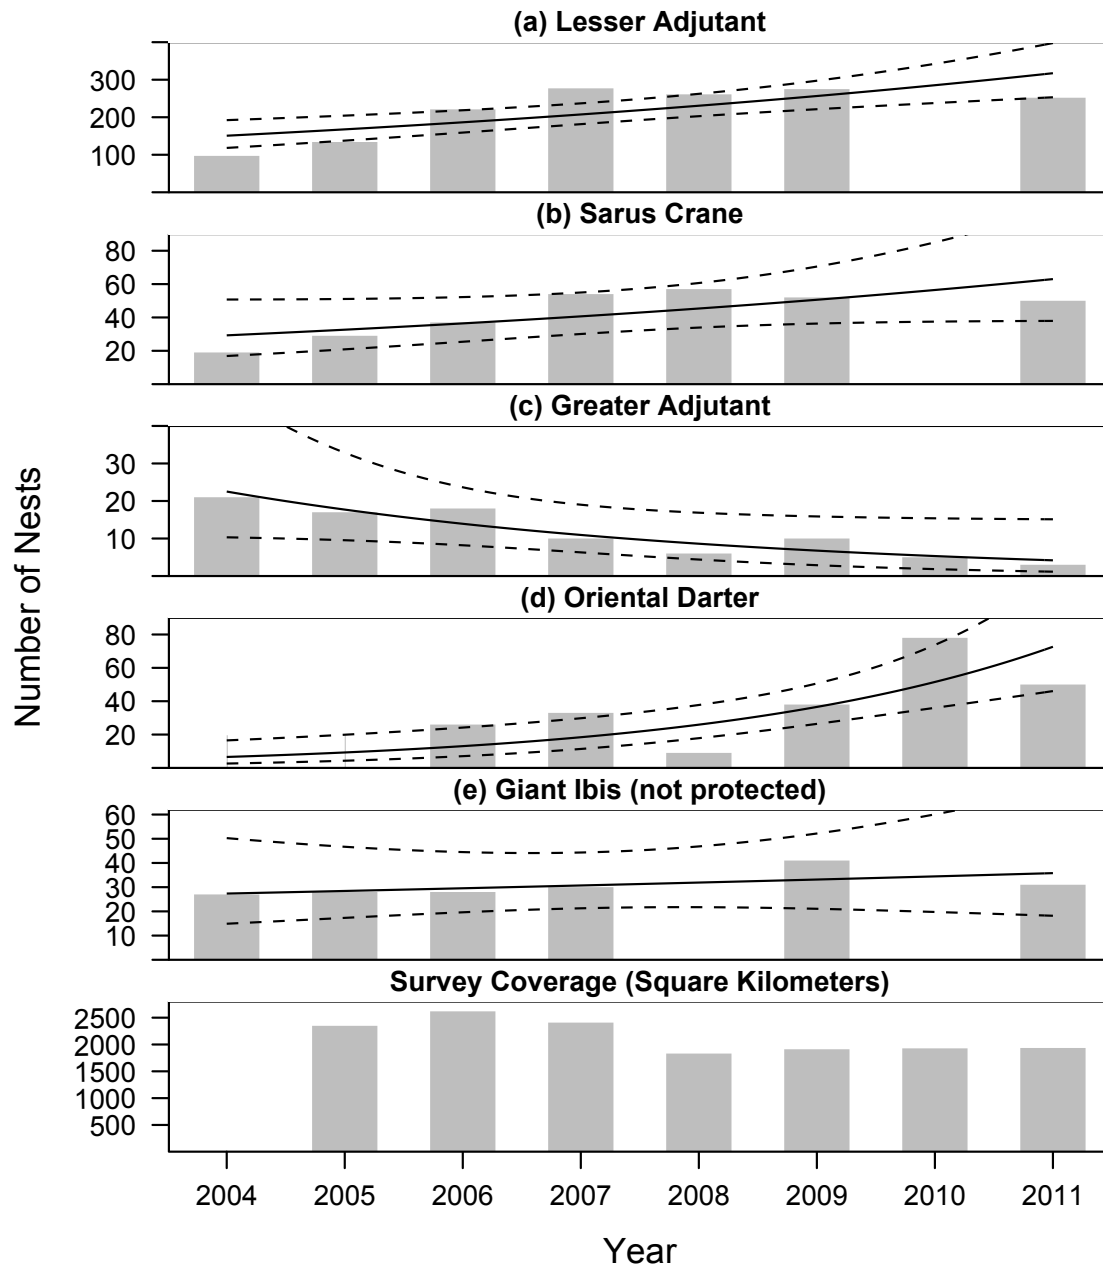 (a) Lesser Adjutant
300
200
100
(b) Sarus Crane
80
60
40
20
(c) Greater Adjutant
30
20
10
(d) Oriental Darter
80
60
40
20
(e) Giant Ibis (not protected)
60
50
40
30
20
10
Survey Coverage (Square Kilometers)
2500
2000
1500
1000
500
2004 2005 2006 2007 2008 2009 2010 2011
Year
Number of Nests